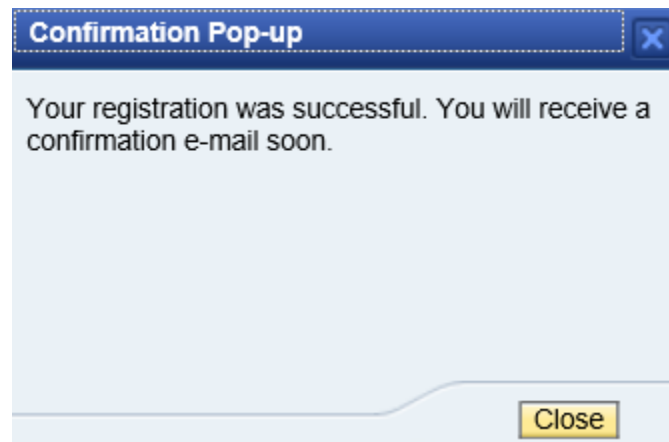 Confirmation Pop-up
Your registration was successful. You will receive a
confirmation e-mail soon.
Close